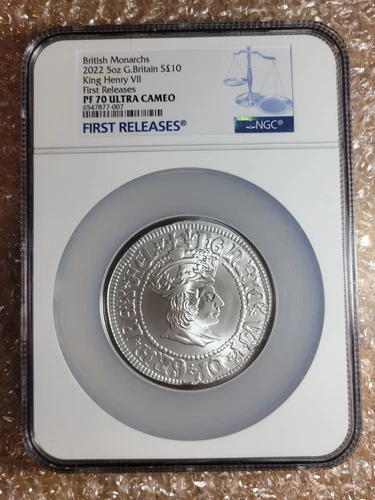 British Monarchs
2022 5oz G.Britain S£10
King Henry VII
First Releases
PF 70 ULTRA CAMEO
6547877-007
FIRST RELEASES®
NGC®